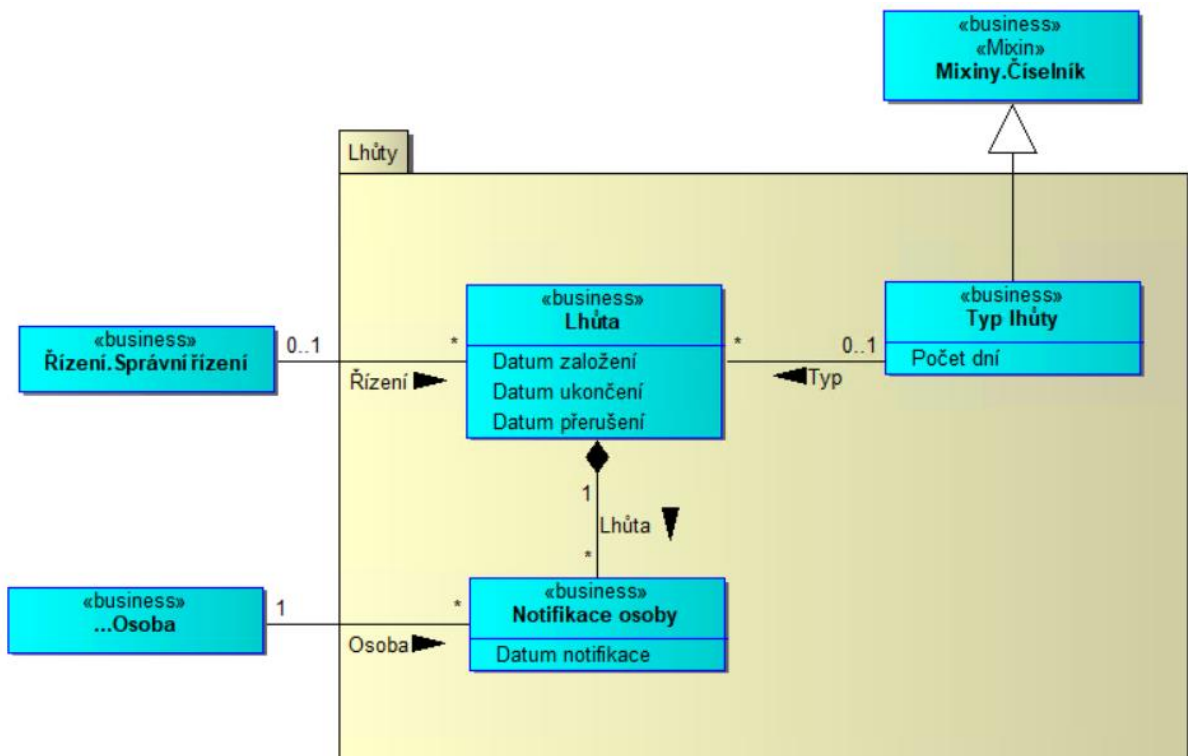 «business»
«Mixin»
Mixiny.Číselník
Lhůty
«business»
Lhůta
Datum založení
Datum ukončení
Datum přerušení
«business»
Typ lhůty
Počet dní
«business»
Řízení.Správní řízení
0..1
*
Řízení
*
0..1
Typ
1
Lhůta
*
«business»
...Osoba
1
*
Osoba
«business»
Notifikace osoby
Datum notifikace